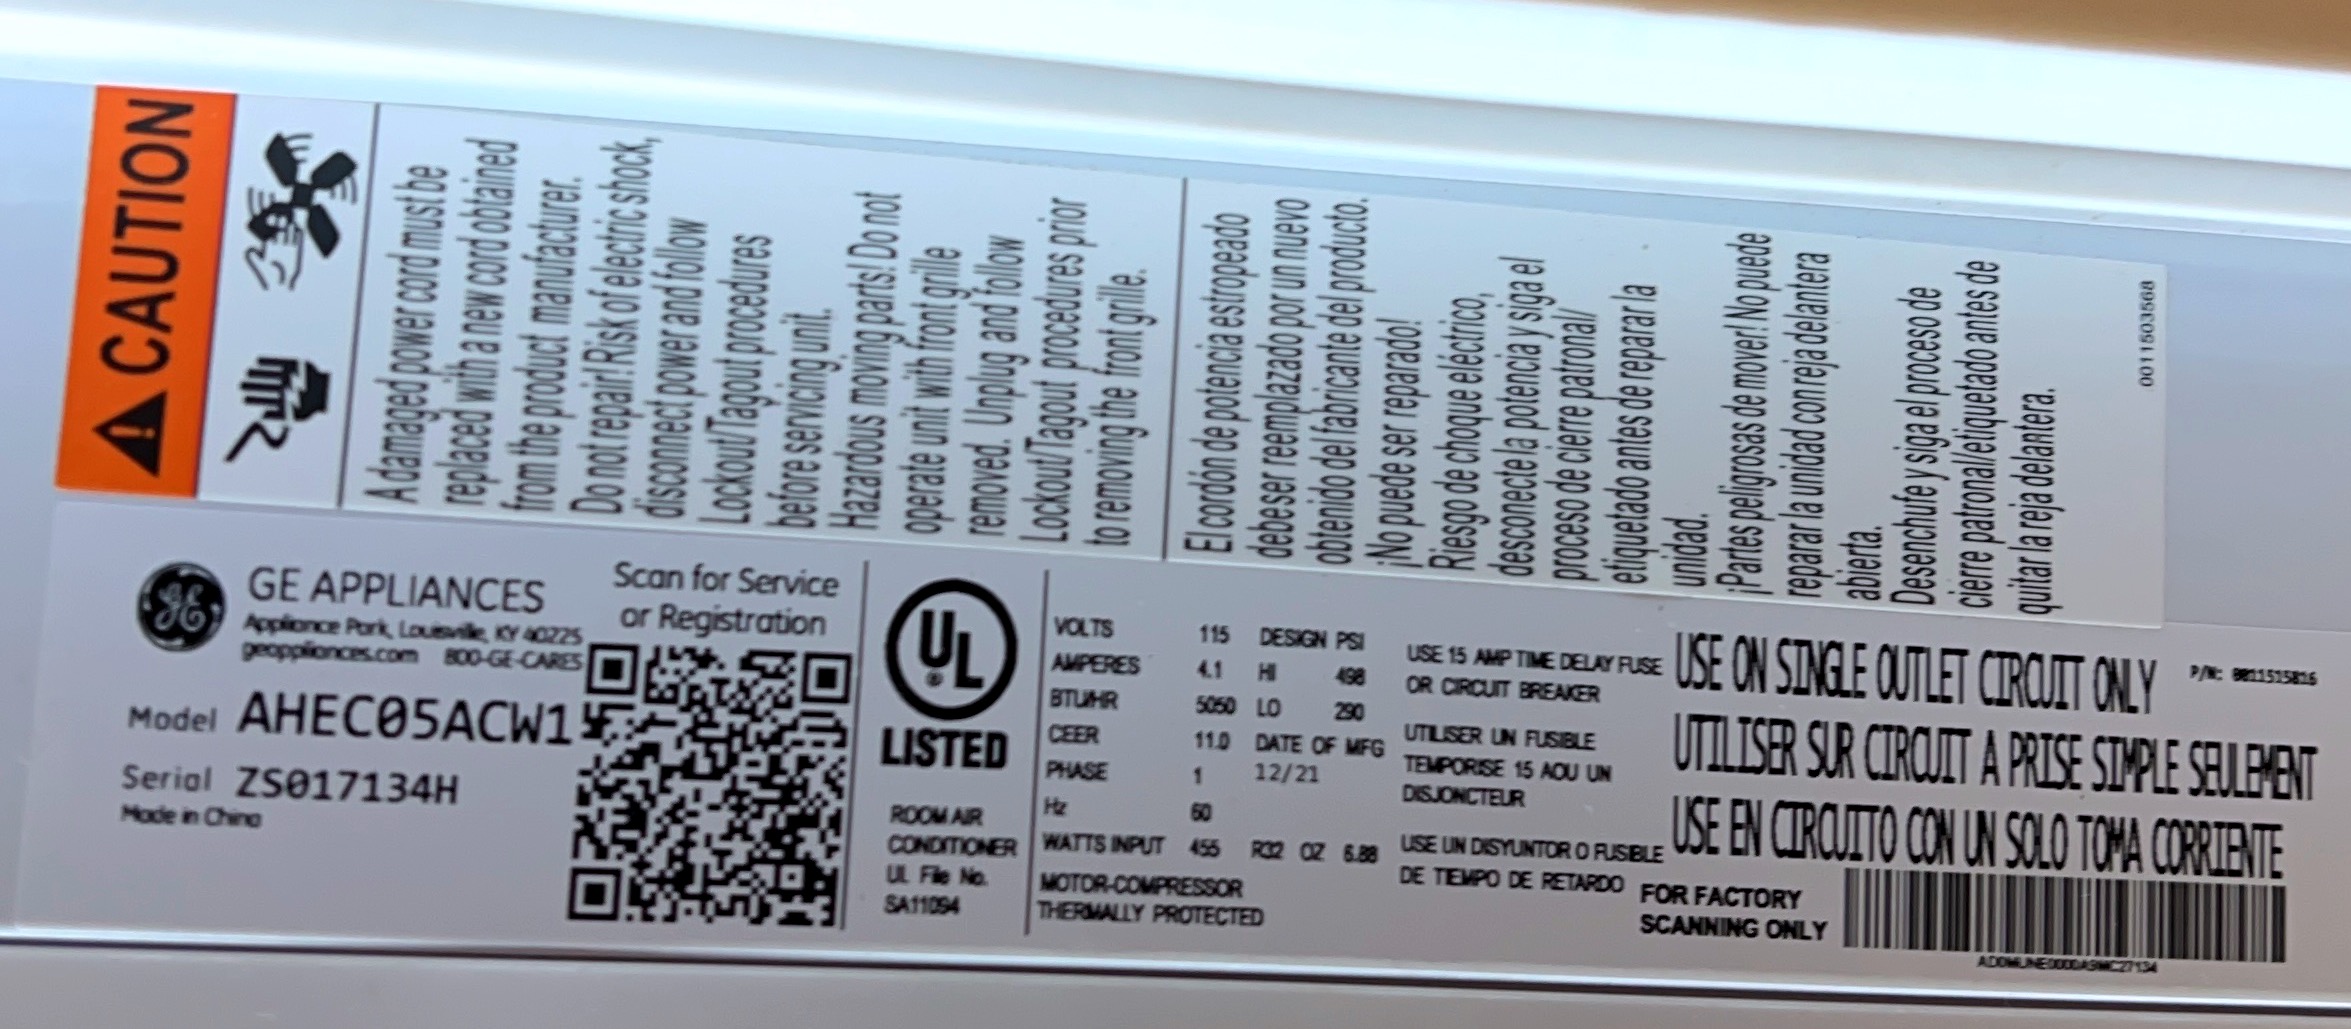 CAUTION
A damaged power cord must be
replaced with a new cord obtained
from the product manufacturer.
Do not repair! Risk of electric shock,
disconnect power and follow
Lockout/Tagout procedures
before servicing unit.
Hazardous moving parts! Do not
operate unit with front grille
removed. Unplug and follow
Lockout/Tagout procedures prior
to removing the front grille.
El cordón de potencia estropeado
debe ser reemplazado por un nuevo
obtenido del fabricante del producto.
¡No puede ser reparado!
Riesgo de choque eléctrico,
desconecte la potencia y siga el
proceso de cierre patronal/
etiquetado antes de reparar la
unidad.
¡Partes peligrosas de mover! No puede
reparar la unidad con reja delantera
abierta.
Desenchufe y siga el proceso de
cierre patronal/etiquetado antes de
quitar la reja delantera.
0011503568
GE
GE APPLIANCES
Appliance Park, Louisville, KY 40225
geappliances.com 800-GE-CARES
Model AHEC05ACW1
Serial ZS017134H
Made in China
Scan for Service
or Registration
UL
®
LISTED
ROOM AIR
CONDITIONER
UL File No.
SA11094
VOLTS 115
AMPERES 4.1
BTU/HR 5050
CEER 11.0
PHASE 1
Hz 60
WATTS INPUT 455
MOTOR-COMPRESSOR
THERMALLY PROTECTED
DESIGN PSI
HI 498
LO 290
DATE OF MFG
12/21
R32 OZ 6.88
USE 15 AMP TIME DELAY FUSE
OR CIRCUIT BREAKER
UTILISER UN FUSIBLE
TEMPORISE 15 AOU UN
DISJONCTEUR
USE UN DISYUNTOR O FUSIBLE
DE TIEMPO DE RETARDO
USE ON SINGLE OUTLET CIRCUIT ONLY
UTILISER SUR CIRCUIT A PRISE SIMPLE SEULEMENT
USE EN CIRCUITO CON UN SOLO TOMA CORRIENTE
P/N: 0011515816
FOR FACTORY
SCANNING ONLY